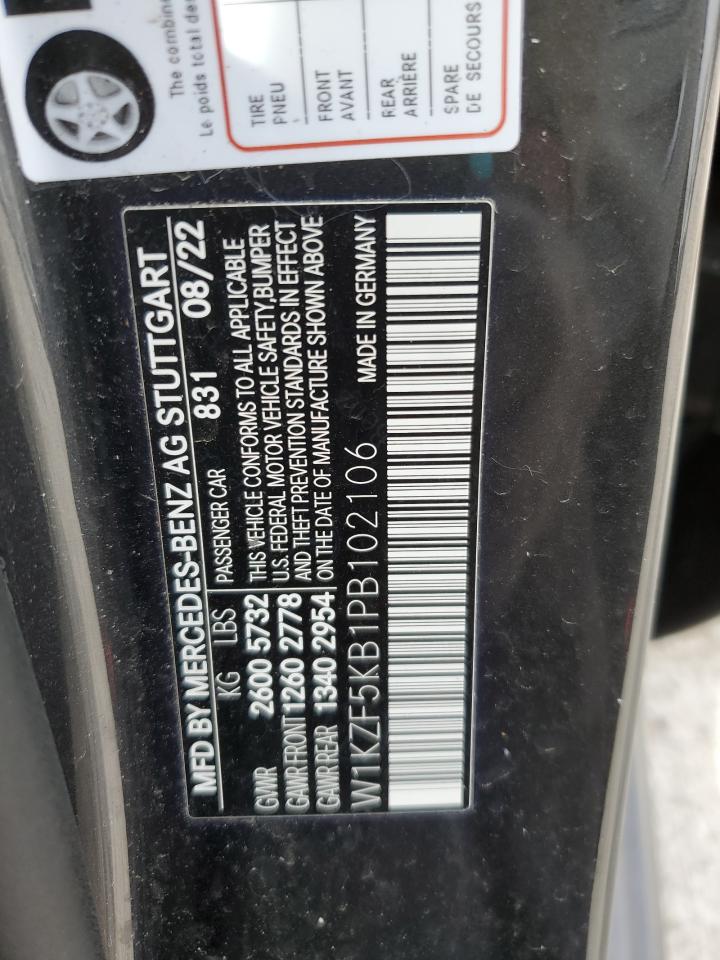 The combine
Le poids total de
TIRE
PNEU
FRONT
AVANT
REAR
ARRIÈRE
SPARE
DE SECOURS
MFD BY MERCEDES-BENZ AG STUTTGART
KG LBS 831 08/22
PASSENGER CAR
GVWR 2600 5732 THIS VEHICLE CONFORMS TO ALL APPLICABLE
GAWR FRONT 1260 2778 U.S. FEDERAL MOTOR VEHICLE SAFETY,BUMPER
GAWR REAR 1340 2954 AND THEFT PREVENTION STANDARDS IN EFFECT
ON THE DATE OF MANUFACTURE SHOWN ABOVE
W1KZF5KB1PB102106 MADE IN GERMANY